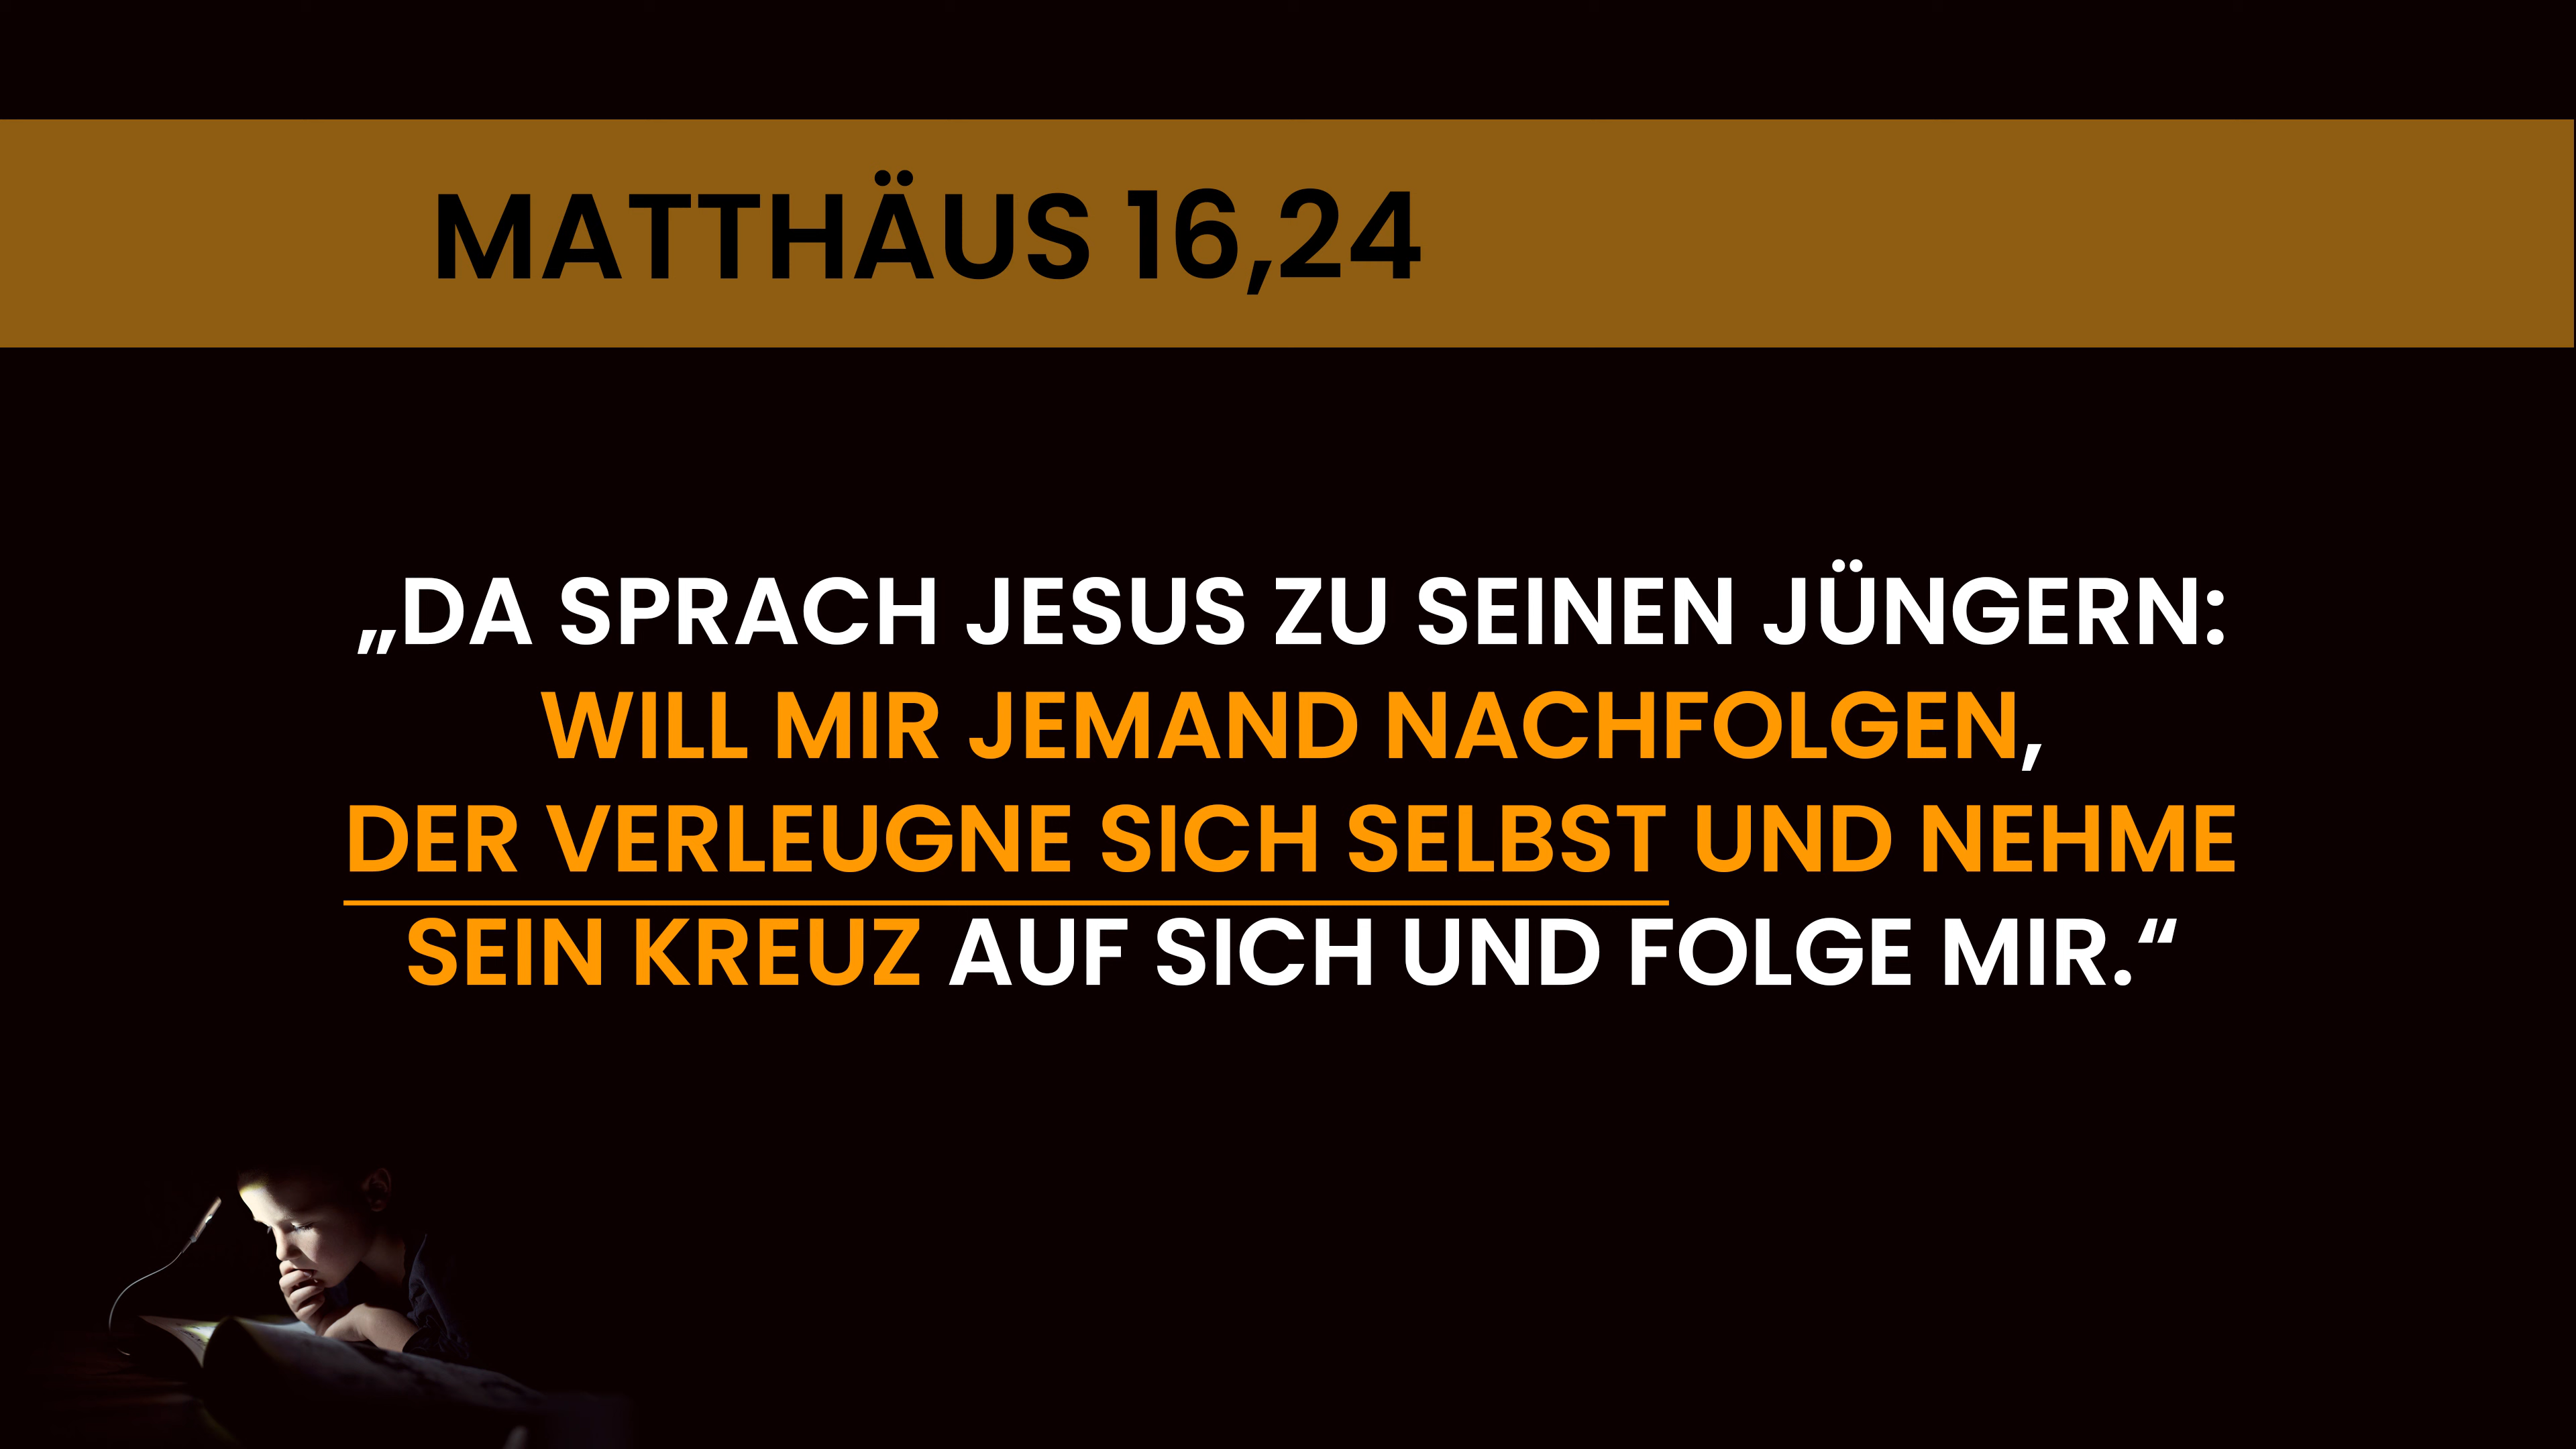 MATTHÄUS 16,24
„DA SPRACH JESUS ZU SEINEN JÜNGERN:
WILL MIR JEMAND NACHFOLGEN,
DER VERLEUGNE SICH SELBST UND NEHME
SEIN KREUZ AUF SICH UND FOLGE MIR.“